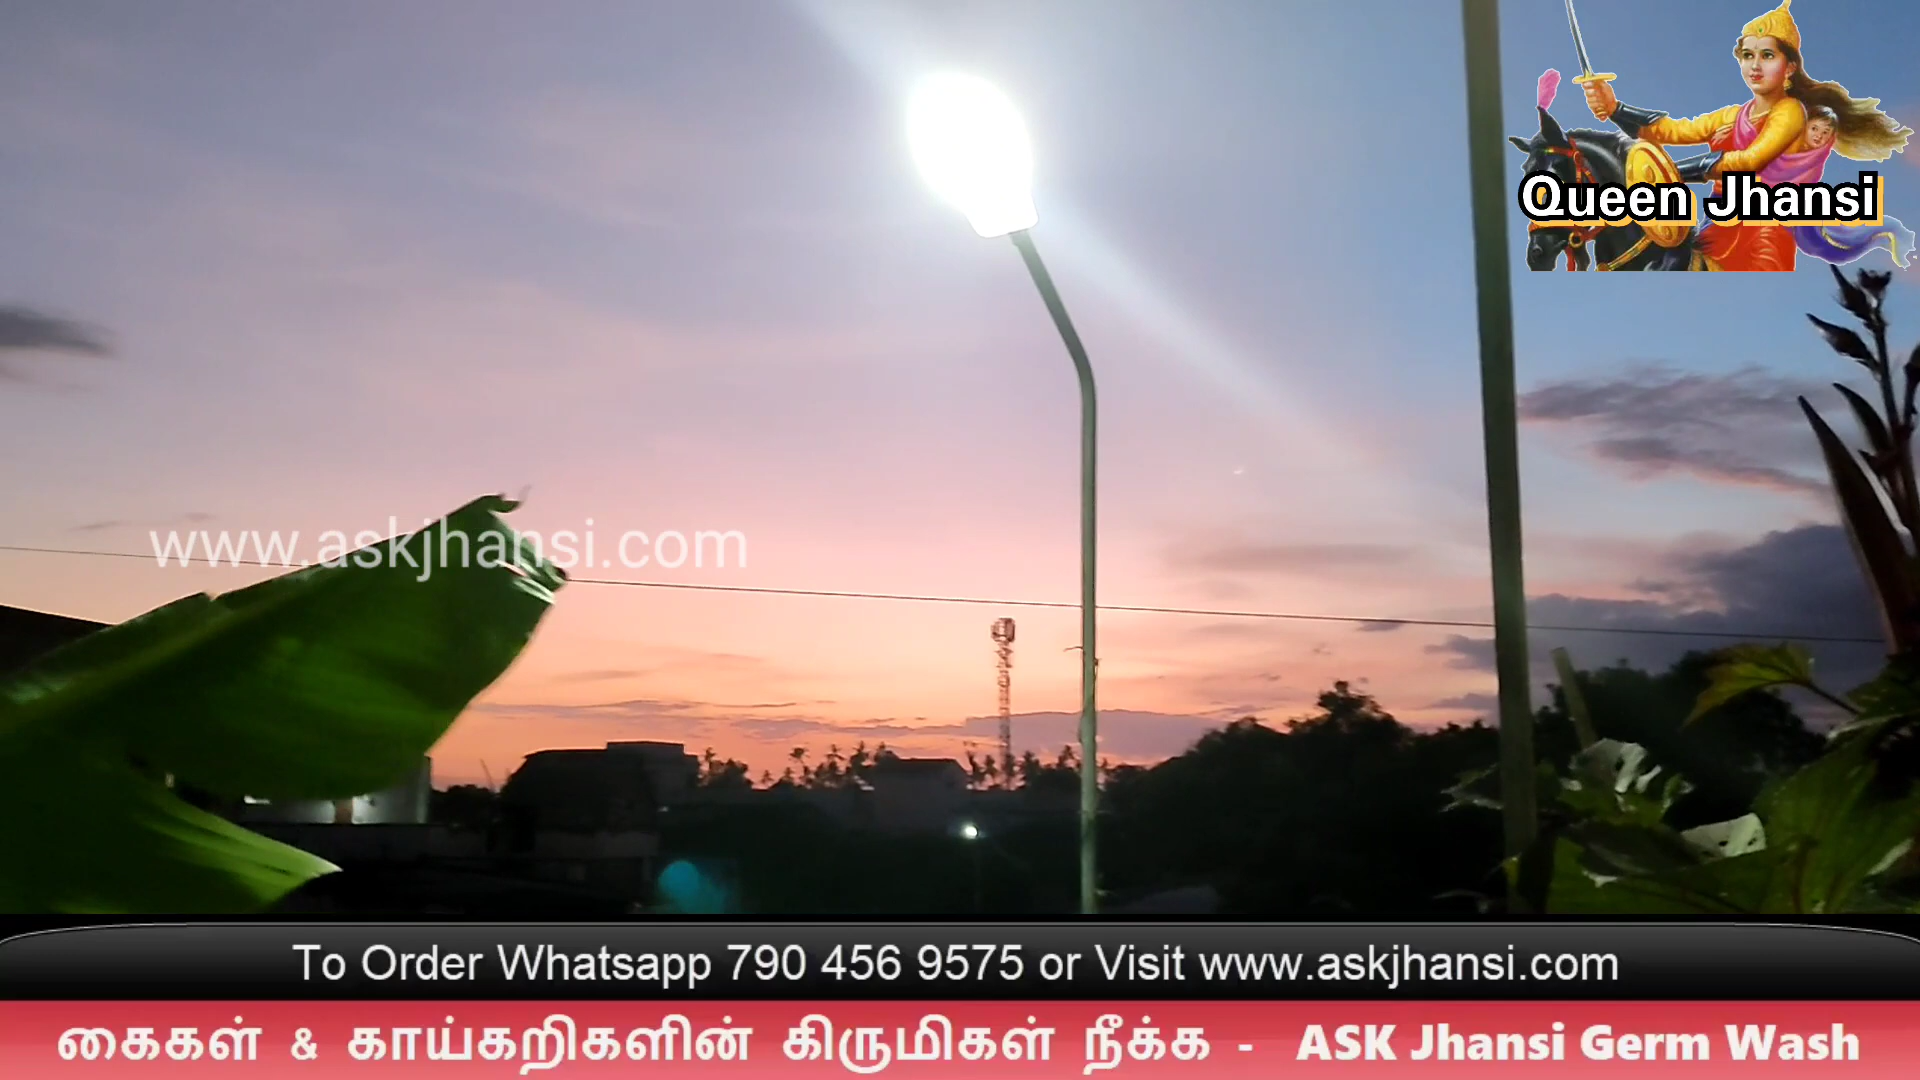 Queen Jhansi
www.askjhansi.com
To Order Whatsapp 790 456 9575 or Visit www.askjhansi.com
கைகள் & காய்கறிகளின் கிருமிகள் நீக்க - ASK Jhansi Germ Wash